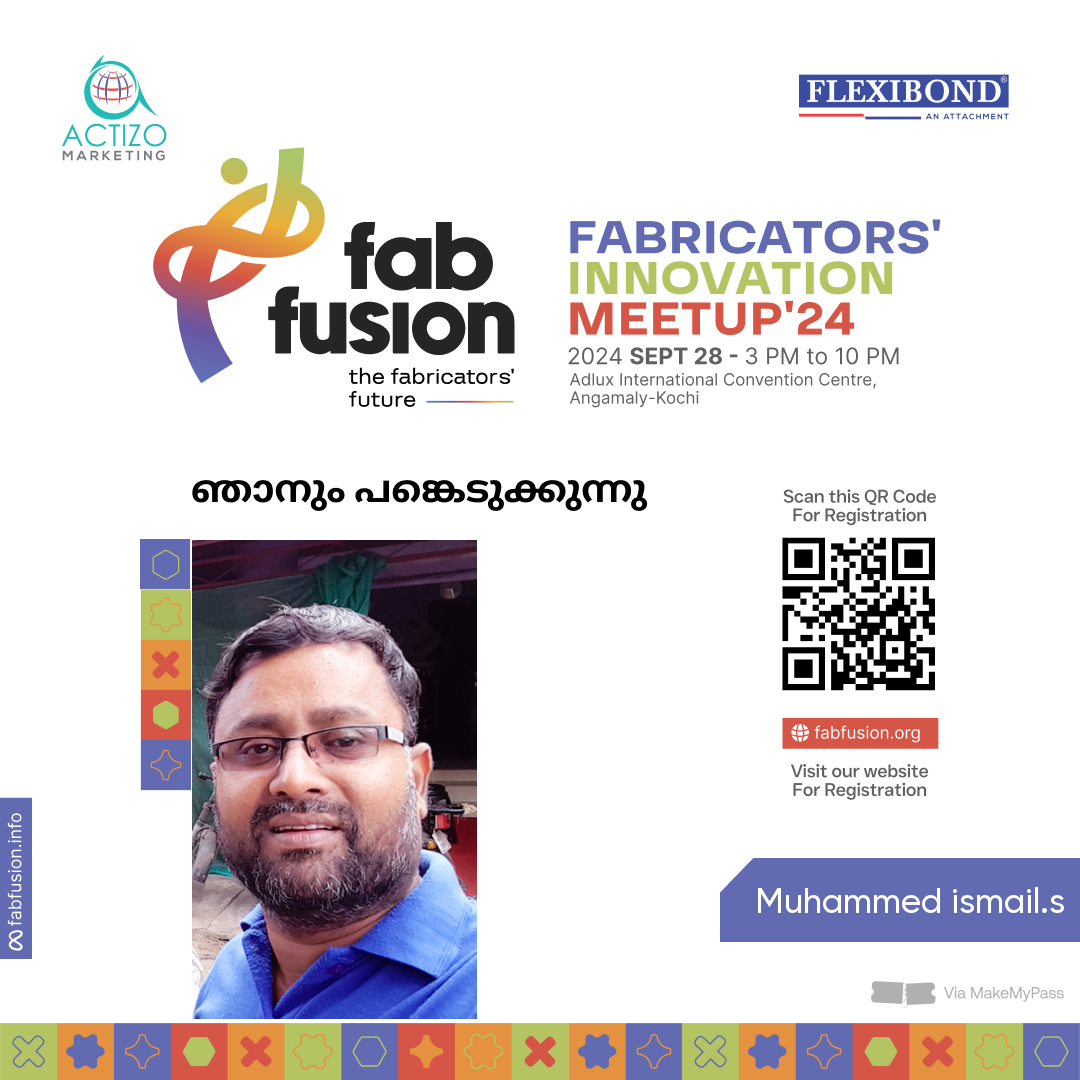 ACTIZO
MARKETING
FLEXIBOND®
AN ATTACHMENT
fab
fusion
the fabricators'
future
FABRICATORS'
INNOVATION
MEETUP'24
2024 SEPT 28 - 3 PM to 10 PM
Adlux International Convention Centre,
Angamaly-Kochi
ഞാനും പങ്കെടുക്കുന്നു
Scan this QR Code
For Registration
fabfusion.org
Visit our website
For Registration
fabfusion.info
Muhammed ismail.s
Via MakeMyPass